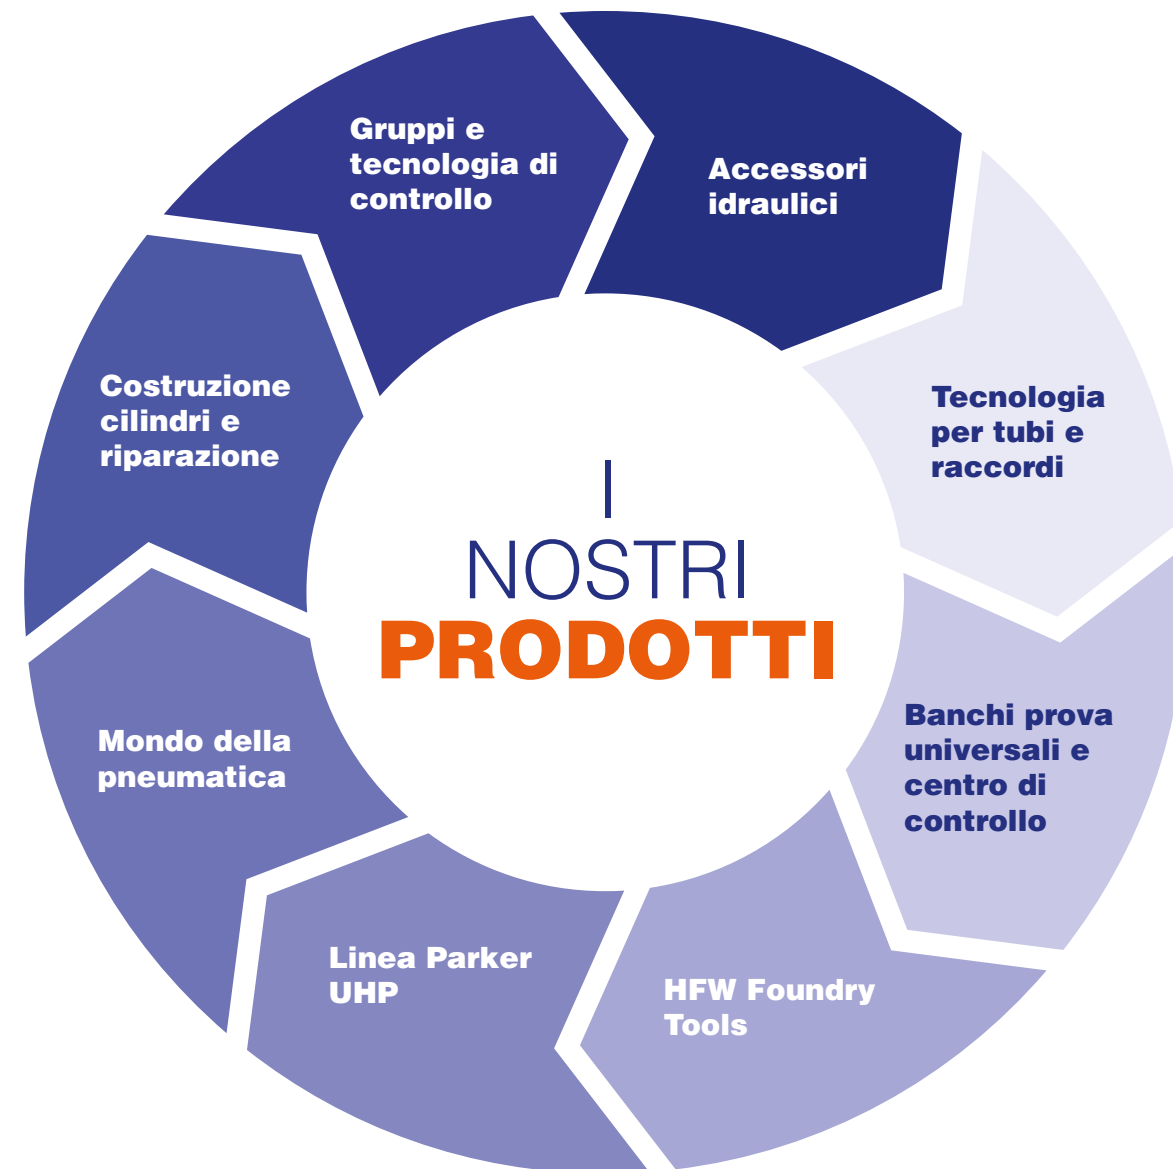 Gruppi e
tecnologia di
controllo
Accessori
idraulici
Tecnologia
per tubi e
raccordi
Banchi prova
universali e
centro di
controllo
HFW Foundry
Tools
Linea Parker
UHP
Mondo della
pneumatica
Costruzione
cilindri e
riparazione
I
NOSTRI
PRODOTTI